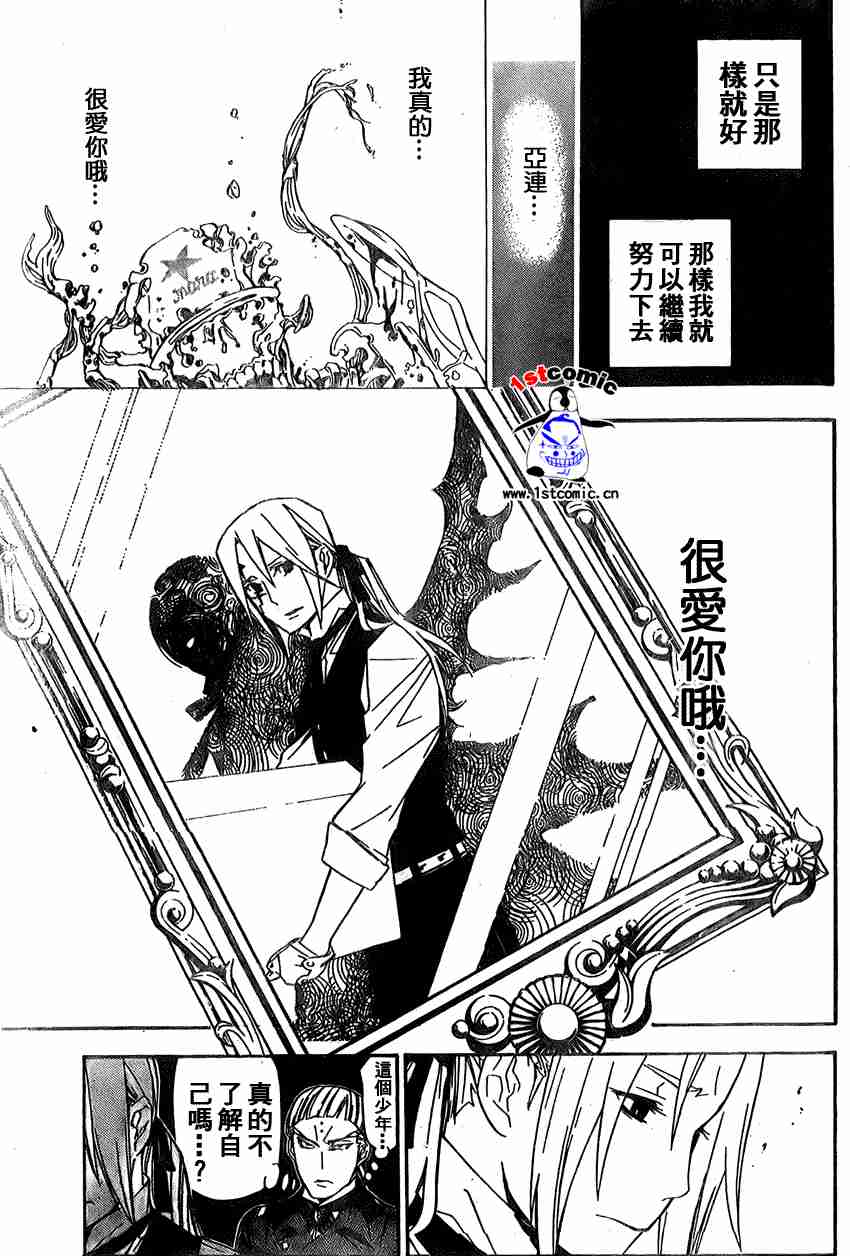 只是那
樣就好
那樣我就
可以繼續
努力下去
亞連…
我真的…
很愛你哦…
mana
1stcomic
www.1stcomic.cn
很愛你哦…
這個少年…
真的不
了解自
己嗎…?